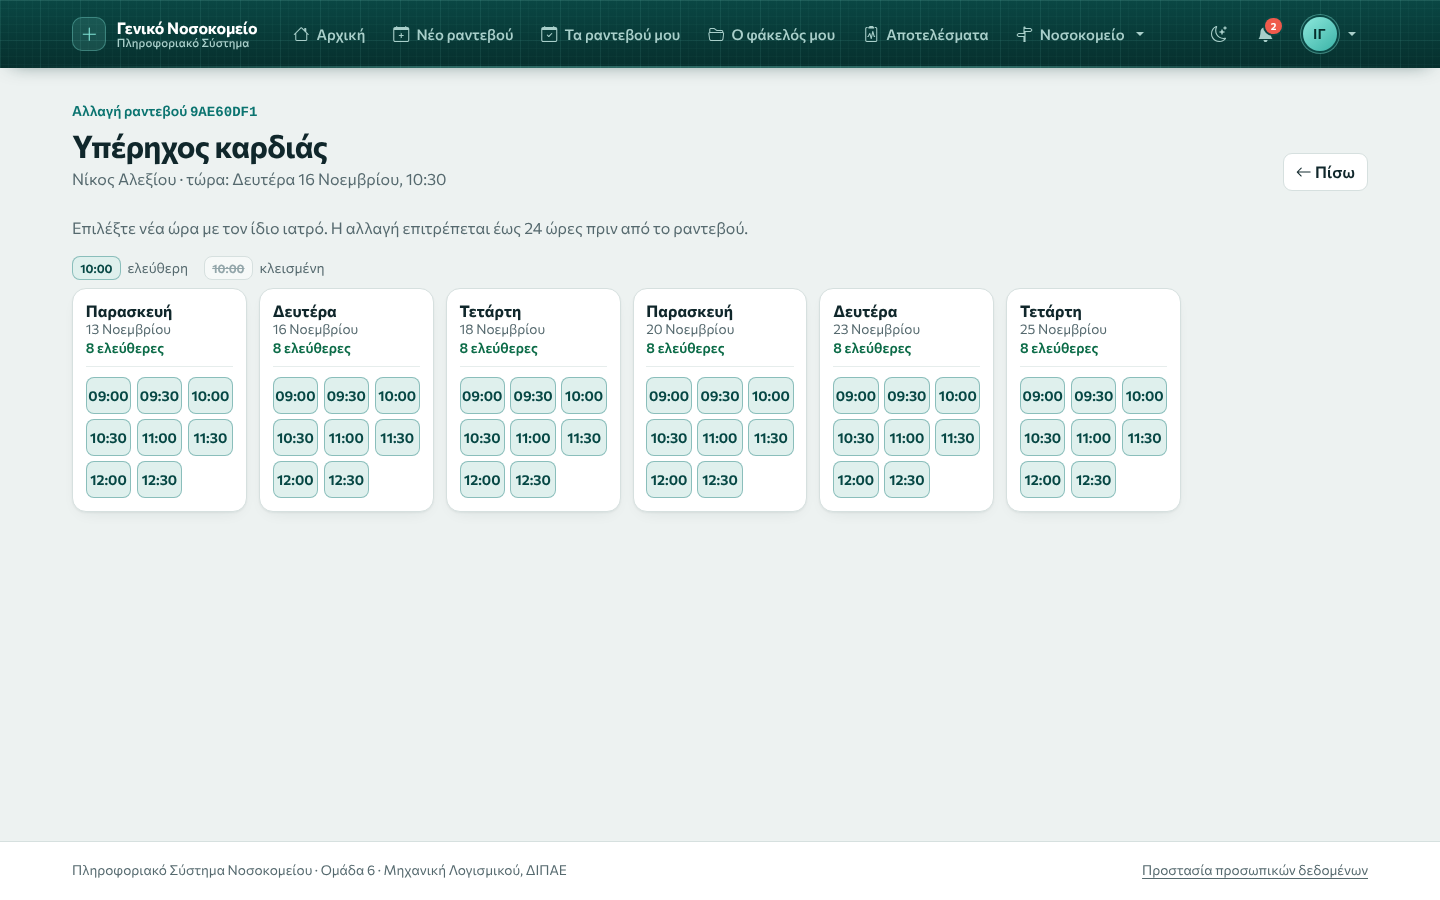 Γενικό Νοσοκομείο
Πληροφοριακό Σύστημα
Αρχική
Νέο ραντεβού
Τα ραντεβού μου
Ο φάκελός μου
Αποτελέσματα
Νοσοκομείο
2
ΙΓ
Αλλαγή ραντεβού 9AE60DF1
Υπέρηχος καρδιάς
Νίκος Αλεξίου · τώρα: Δευτέρα 16 Νοεμβρίου, 10:30
← Πίσω
Επιλέξτε νέα ώρα με τον ίδιο ιατρό. Η αλλαγή επιτρέπεται έως 24 ώρες πριν από το ραντεβού.
10:00 ελεύθερη 10:00 κλεισμένη
Παρασκευή
13 Νοεμβρίου
8 ελεύθερες
09:00 09:30 10:00
10:30 11:00 11:30
12:00 12:30
Δευτέρα
16 Νοεμβρίου
8 ελεύθερες
09:00 09:30 10:00
10:30 11:00 11:30
12:00 12:30
Τετάρτη
18 Νοεμβρίου
8 ελεύθερες
09:00 09:30 10:00
10:30 11:00 11:30
12:00 12:30
Παρασκευή
20 Νοεμβρίου
8 ελεύθερες
09:00 09:30 10:00
10:30 11:00 11:30
12:00 12:30
Δευτέρα
23 Νοεμβρίου
8 ελεύθερες
09:00 09:30 10:00
10:30 11:00 11:30
12:00 12:30
Τετάρτη
25 Νοεμβρίου
8 ελεύθερες
09:00 09:30 10:00
10:30 11:00 11:30
12:00 12:30
Πληροφοριακό Σύστημα Νοσοκομείου · Ομάδα 6 · Μηχανική Λογισμικού, ΔΙΠΑΕ
Προστασία προσωπικών δεδομένων